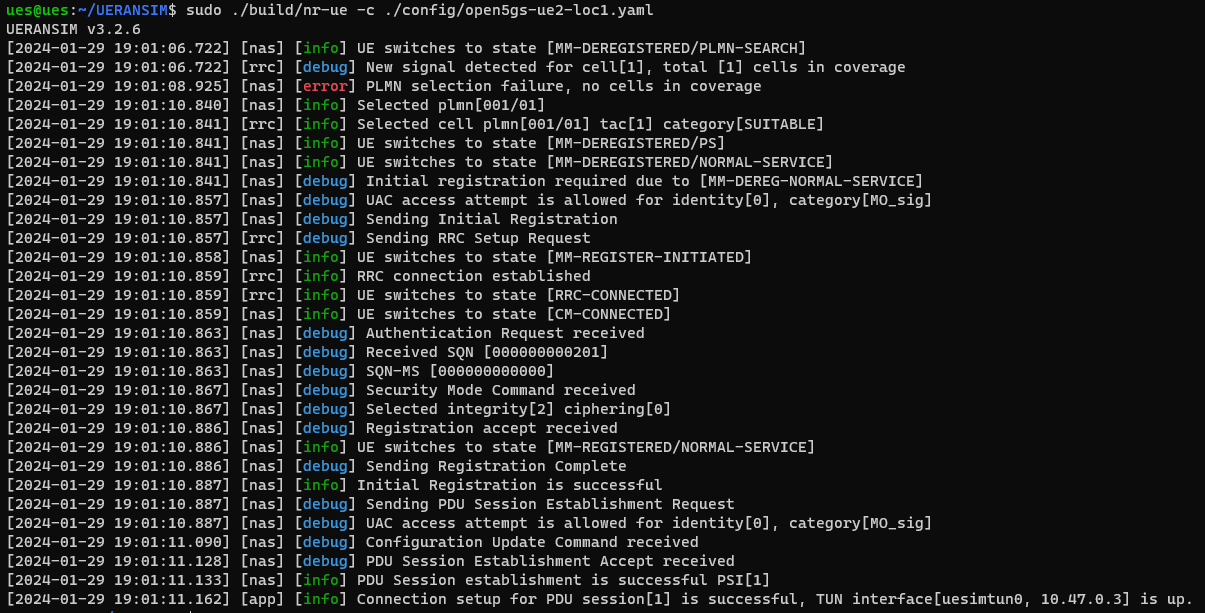 ues@ues:~/UERANSIM$ sudo ./build/nr-ue -c ./config/open5gs-ue2-loc1.yaml
UERANSIM v3.2.6
[2024-01-29 19:01:06.722] [nas] [info] UE switches to state [MM-DEREGISTERED/PLMN-SEARCH]
[2024-01-29 19:01:06.722] [rrc] [debug] New signal detected for cell[1], total [1] cells in coverage
[2024-01-29 19:01:08.925] [nas] [error] PLMN selection failure, no cells in coverage
[2024-01-29 19:01:10.840] [nas] [info] Selected plmn[001/01]
[2024-01-29 19:01:10.841] [rrc] [info] Selected cell plmn[001/01] tac[1] category[SUITABLE]
[2024-01-29 19:01:10.841] [nas] [info] UE switches to state [MM-DEREGISTERED/PS]
[2024-01-29 19:01:10.841] [nas] [info] UE switches to state [MM-DEREGISTERED/NORMAL-SERVICE]
[2024-01-29 19:01:10.841] [nas] [debug] Initial registration required due to [MM-DEREG-NORMAL-SERVICE]
[2024-01-29 19:01:10.857] [nas] [debug] UAC access attempt is allowed for identity[0], category[MO_sig]
[2024-01-29 19:01:10.857] [nas] [debug] Sending Initial Registration
[2024-01-29 19:01:10.857] [rrc] [debug] Sending RRC Setup Request
[2024-01-29 19:01:10.858] [nas] [info] UE switches to state [MM-REGISTER-INITIATED]
[2024-01-29 19:01:10.859] [rrc] [info] RRC connection established
[2024-01-29 19:01:10.859] [rrc] [info] UE switches to state [RRC-CONNECTED]
[2024-01-29 19:01:10.859] [nas] [info] UE switches to state [CM-CONNECTED]
[2024-01-29 19:01:10.863] [nas] [debug] Authentication Request received
[2024-01-29 19:01:10.863] [nas] [debug] Received SQN [000000000201]
[2024-01-29 19:01:10.863] [nas] [debug] SQN-MS [000000000000]
[2024-01-29 19:01:10.867] [nas] [debug] Security Mode Command received
[2024-01-29 19:01:10.867] [nas] [debug] Selected integrity[2] ciphering[0]
[2024-01-29 19:01:10.886] [nas] [debug] Registration accept received
[2024-01-29 19:01:10.886] [nas] [info] UE switches to state [MM-REGISTERED/NORMAL-SERVICE]
[2024-01-29 19:01:10.886] [nas] [debug] Sending Registration Complete
[2024-01-29 19:01:10.887] [nas] [info] Initial Registration is successful
[2024-01-29 19:01:10.887] [nas] [debug] Sending PDU Session Establishment Request
[2024-01-29 19:01:10.887] [nas] [debug] UAC access attempt is allowed for identity[0], category[MO_sig]
[2024-01-29 19:01:11.090] [nas] [debug] Configuration Update Command received
[2024-01-29 19:01:11.128] [nas] [debug] PDU Session Establishment Accept received
[2024-01-29 19:01:11.133] [nas] [info] PDU Session establishment is successful PSI[1]
[2024-01-29 19:01:11.162] [app] [info] Connection setup for PDU session[1] is successful, TUN interface[uesimtun0, 10.47.0.3] is up.